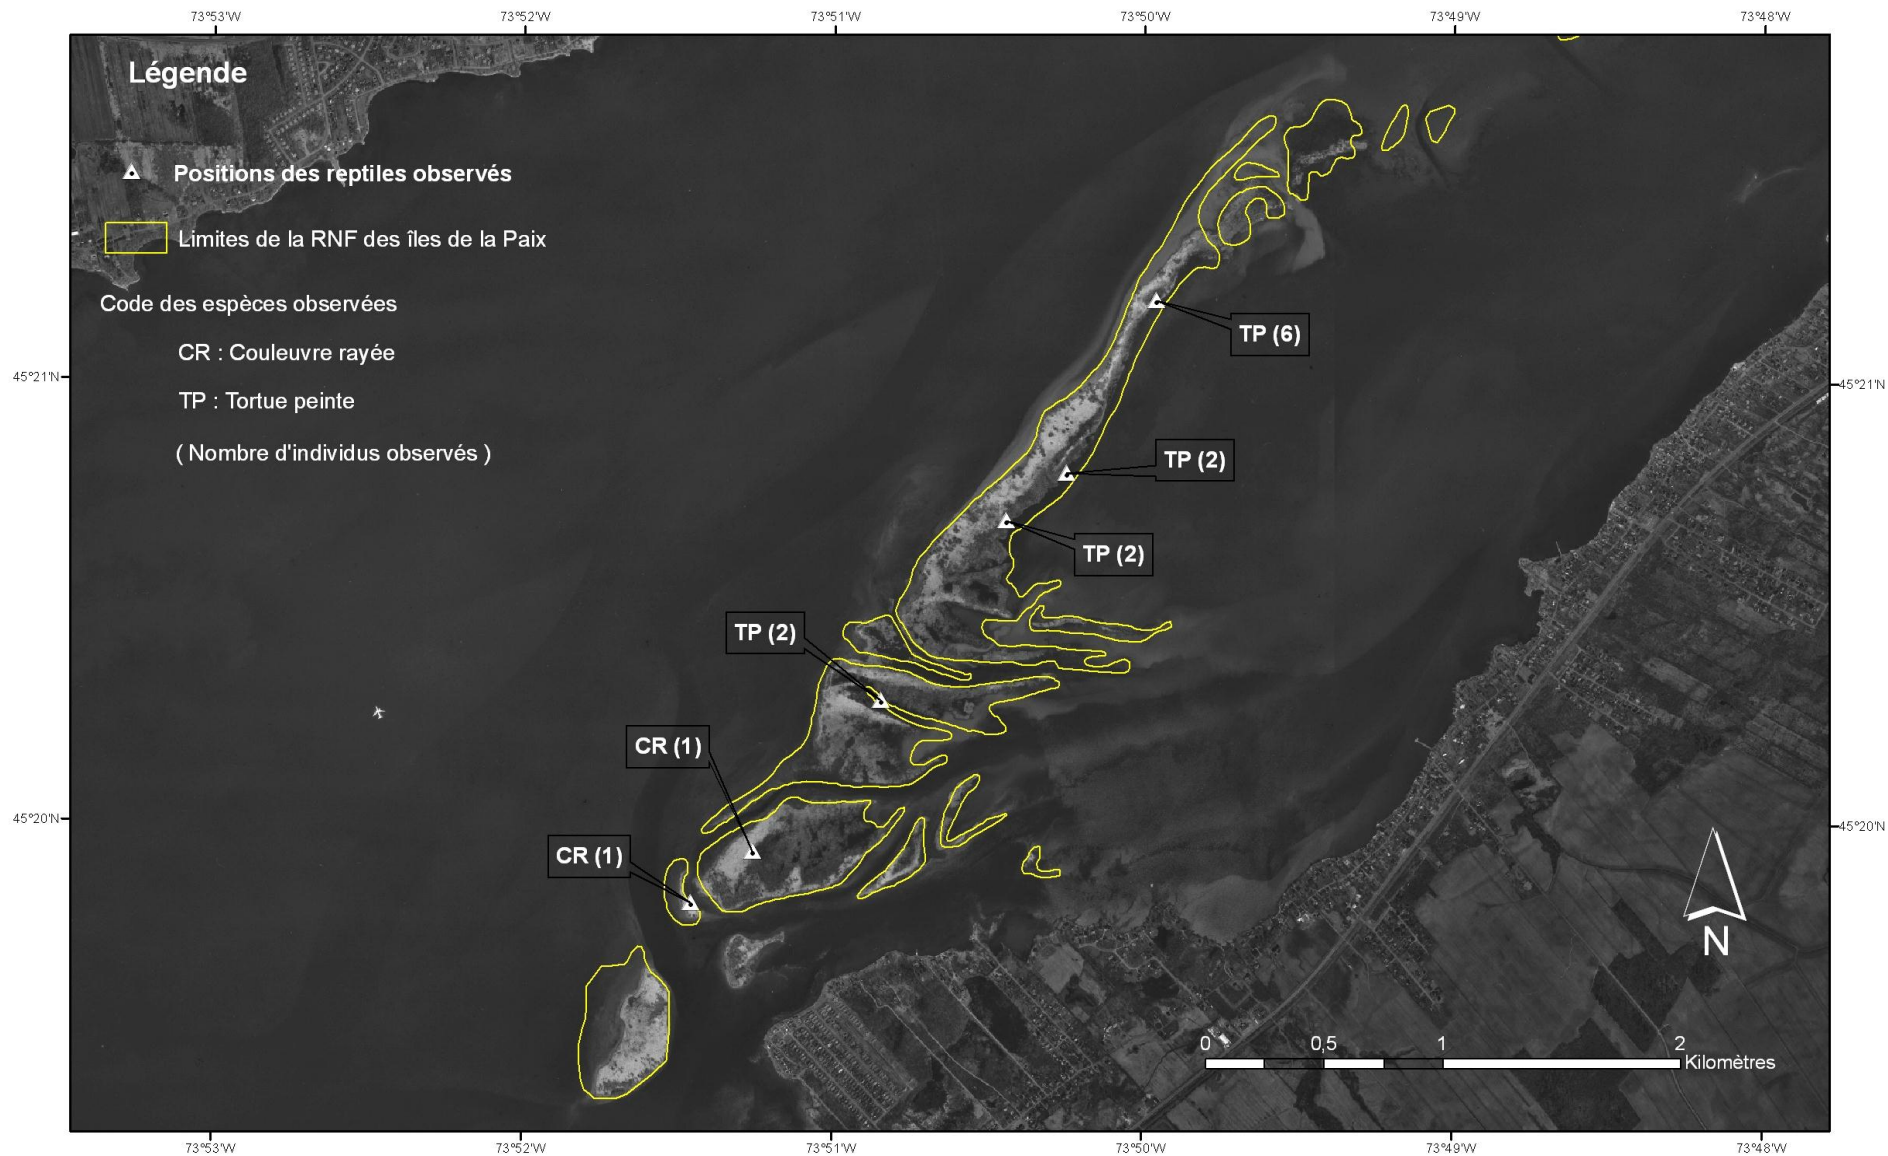 73°53'W 73°52'W 73°51'W 73°50'W 73°49'W 73°48'W
Légende
Positions des reptiles observés
Limites de la RNF des îles de la Paix
Code des espèces observées
CR : Couleuvre rayée
TP : Tortue peinte
( Nombre d'individus observés )
TP (6)
45°21'N 45°21'N
TP (2)
TP (2)
TP (2)
CR (1)
45°20'N 45°20'N
CR (1)
N
0 0,5 1 2
Kilomètres
73°53'W 73°52'W 73°51'W 73°50'W 73°49'W 73°48'W